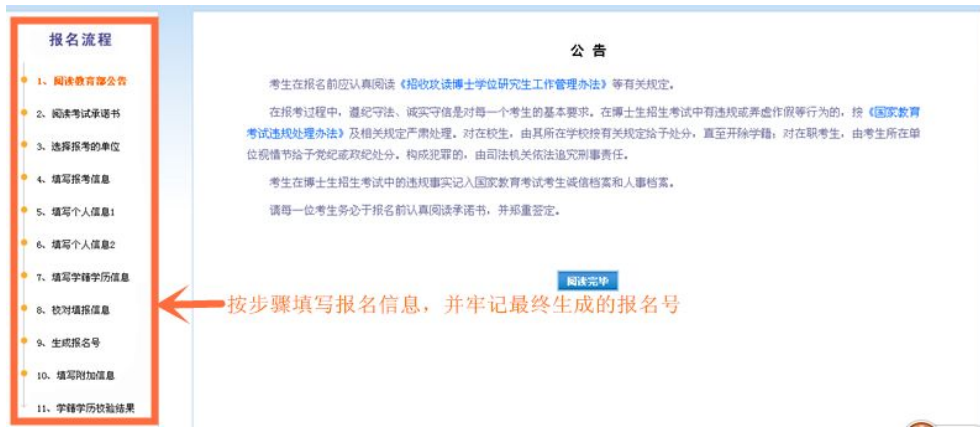 报名流程
1、阅读教育部公告
2、阅读考试承诺书
3、选择报考的单位
4、填写报考信息
5、填写个人信息1
6、填写个人信息2
7、填写学籍学历信息
8、校对填报信息
9、生成报名号
10、填写附加信息
11、学籍学历校验结果
公 告
考生在报名前应认真阅读《招收攻读博士学位研究生工作管理办法》等有关规定。
在报考过程中，遵纪守法、诚实守信是对每一个考生的基本要求。在博士生招生考试中有违规或弄虚作假等行为的，按《国家教育
考试违规处理办法》及相关规定严肃处理。对在校生，由其所在学校按有关规定给予处分，直至开除学籍；对在职考生，由考生所在单
位视情节给予党纪或政纪处分。构成犯罪的，由司法机关依法追究刑事责任。
考生在博士生招生考试中的违规事实记入国家教育考试考生诚信档案和人事档案。
请每一位考生务必于报名前认真阅读承诺书，并郑重签定。
阅读完毕
按步骤填写报名信息，并牢记最终生成的报名号